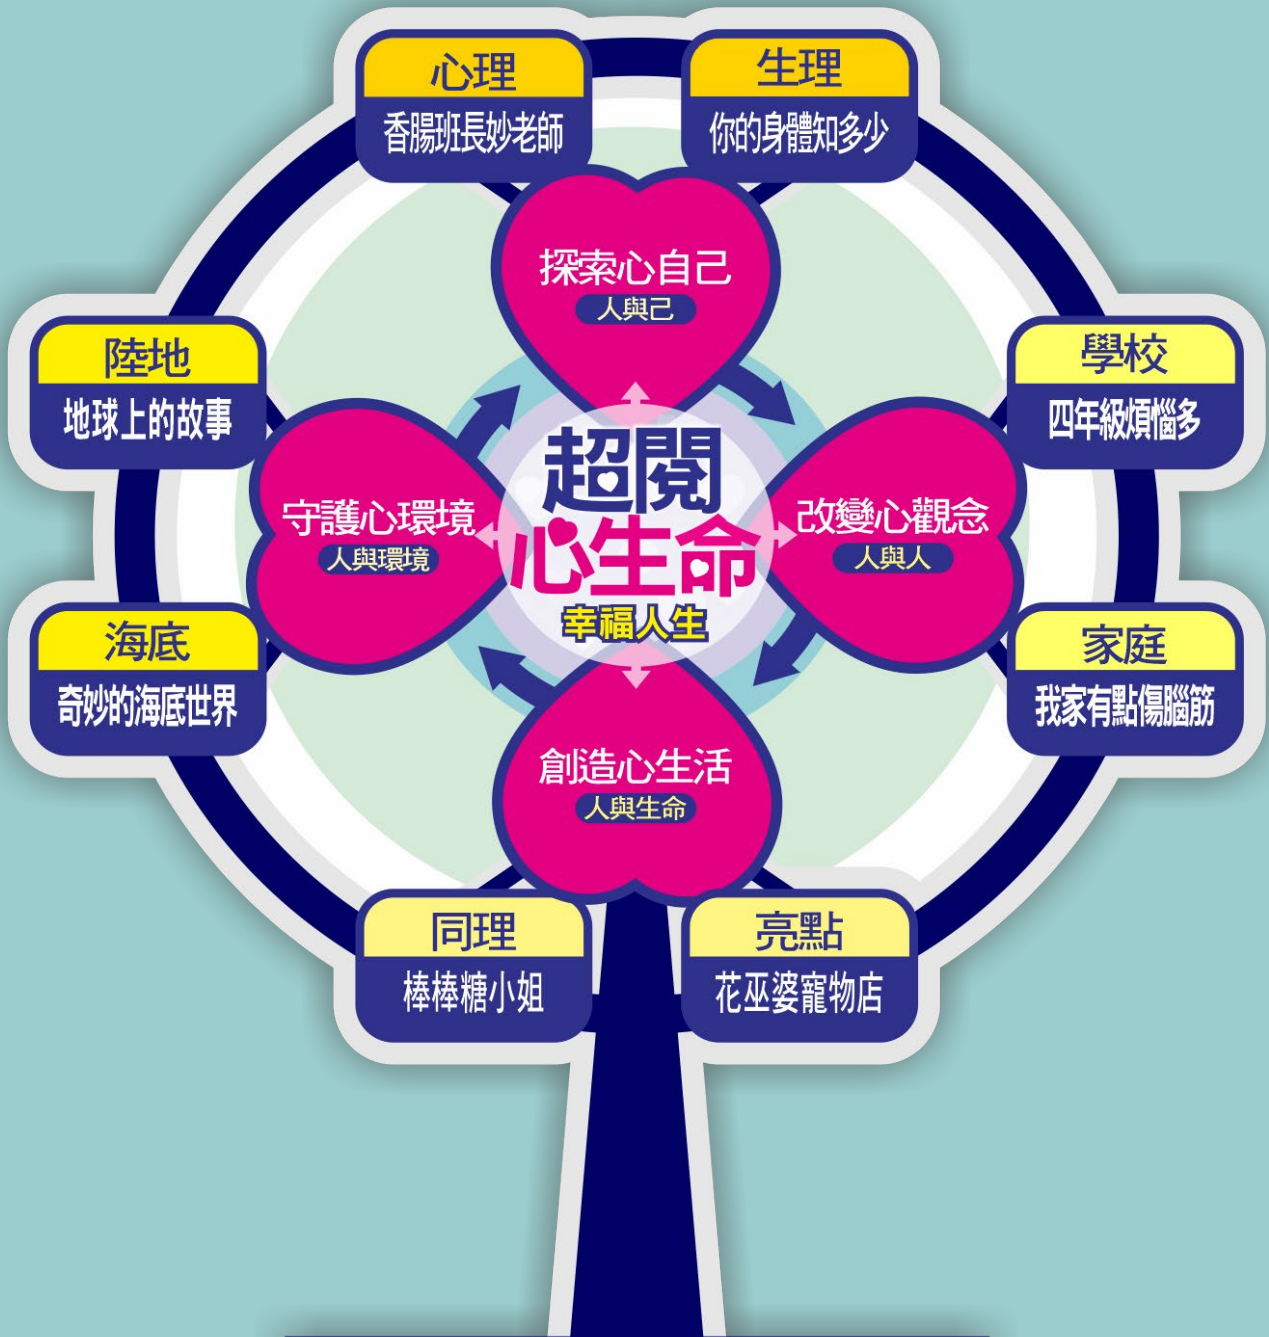 心理
香腸班長妙老師
生理
你的身體知多少
探索心自己
人與己
陸地
地球上的故事
學校
四年級煩惱多
超閱
心生命
幸福人生
守護心環境
人與環境
改變心觀念
人與人
海底
奇妙的海底世界
家庭
我家有點傷腦筋
創造心生活
人與生命
同理
棒棒糖小姐
亮點
花巫婆寵物店